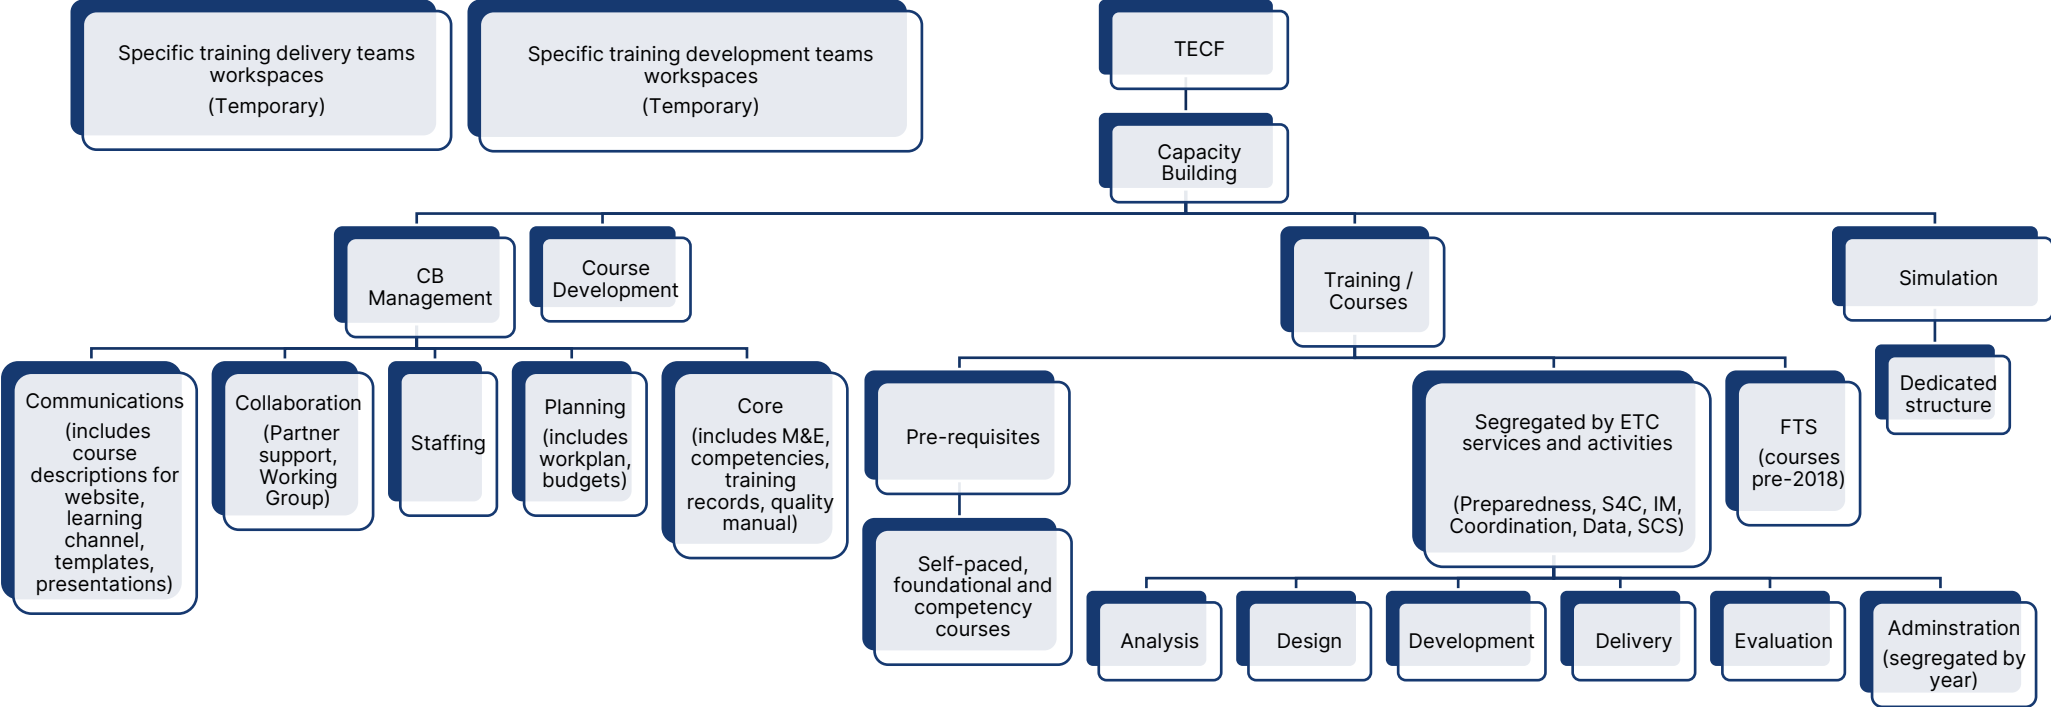 Specific training delivery teams
workspaces
(Temporary)
Specific training development teams
workspaces
(Temporary)
TECF
Capacity
Building
CB
Management
Course
Development
Training /
Courses
Simulation
Communications
(includes
course
descriptions for
website,
learning
channel,
templates,
presentations)
Collaboration
(Partner
support,
Working
Group)
Staffing
Planning
(includes
workplan,
budgets)
Core
(includes M&E,
competencies,
training
records, quality
manual)
Pre-requisites
Segregated by ETC
services and activities
(Preparedness, S4C, IM,
Coordination, Data, SCS)
FTS
(courses
pre-2018)
Dedicated
structure
Self-paced,
foundational and
competency
courses
Analysis
Design
Development
Delivery
Evaluation
Adminstration
(segregated by
year)